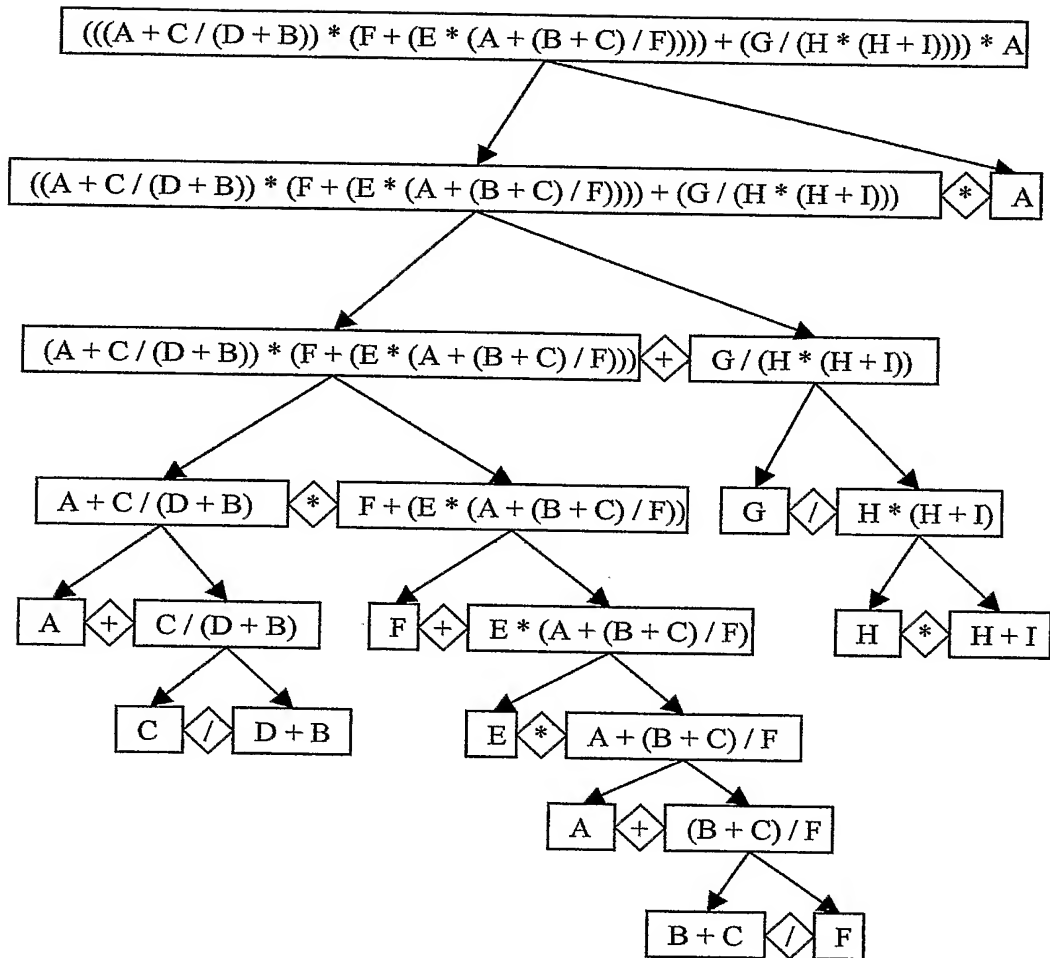 (((A + C / (D + B)) * (F + (E * (A + (B + C) / F)))) + (G / (H * (H + I)))) * A
((A + C / (D + B)) * (F + (E * (A + (B + C) / F)))) + (G / (H * (H + I))) * A
(A + C / (D + B)) * (F + (E * (A + (B + C) / F))) + G / (H * (H + I))
A + C / (D + B) * F + (E * (A + (B + C) / F)) G / H * (H + I)
A + C / (D + B) F + E * (A + (B + C) / F) H * H + I
C / D + B E * A + (B + C) / F
A + (B + C) / F
B + C / F